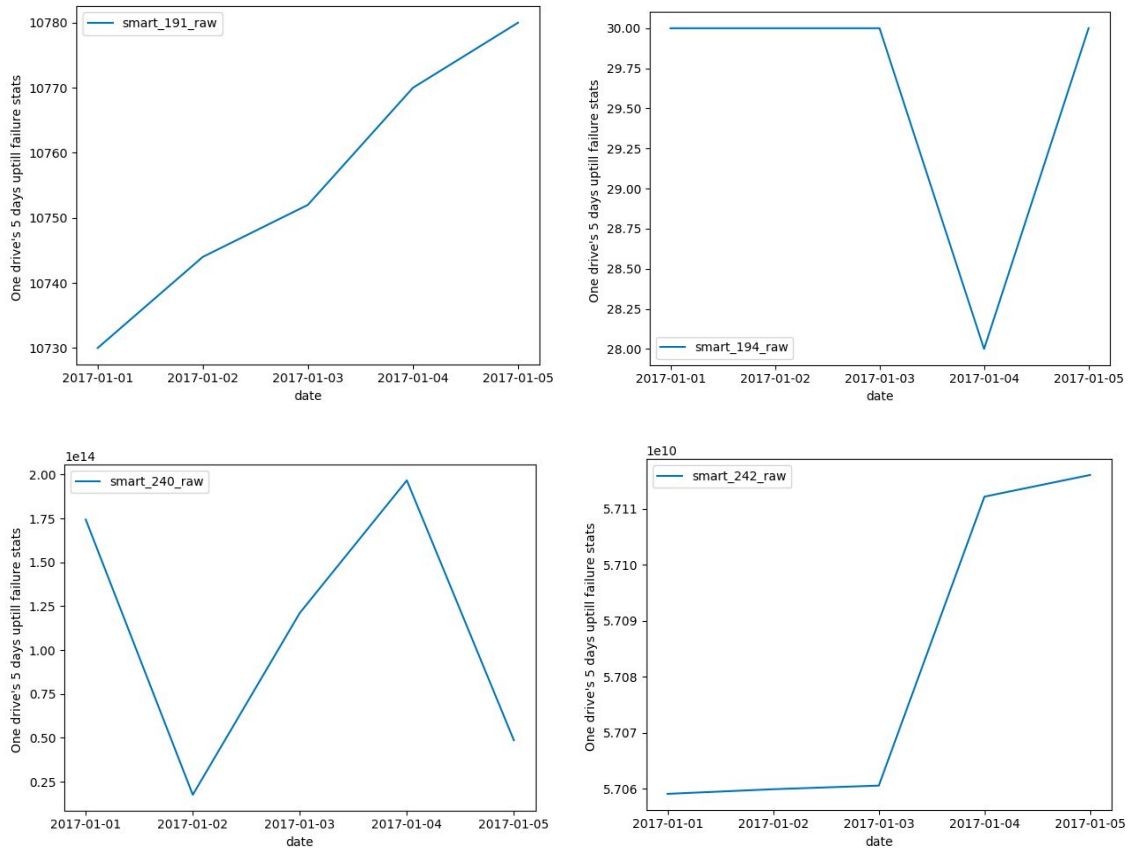 smart_191_raw
One drive's 5 days uptill failure stats
10780
10770
10760
10750
10740
10730
2017-01-01 2017-01-02 2017-01-03 2017-01-04 2017-01-05
date
smart_194_raw
One drive's 5 days uptill failure stats
30.00
29.75
29.50
29.25
29.00
28.75
28.50
28.25
28.00
2017-01-01 2017-01-02 2017-01-03 2017-01-04 2017-01-05
date
1e14
smart_240_raw
One drive's 5 days uptill failure stats
2.00
1.75
1.50
1.25
1.00
0.75
0.50
0.25
2017-01-01 2017-01-02 2017-01-03 2017-01-04 2017-01-05
date
1e10
smart_242_raw
One drive's 5 days uptill failure stats
5.711
5.710
5.709
5.708
5.707
5.706
2017-01-01 2017-01-02 2017-01-03 2017-01-04 2017-01-05
date